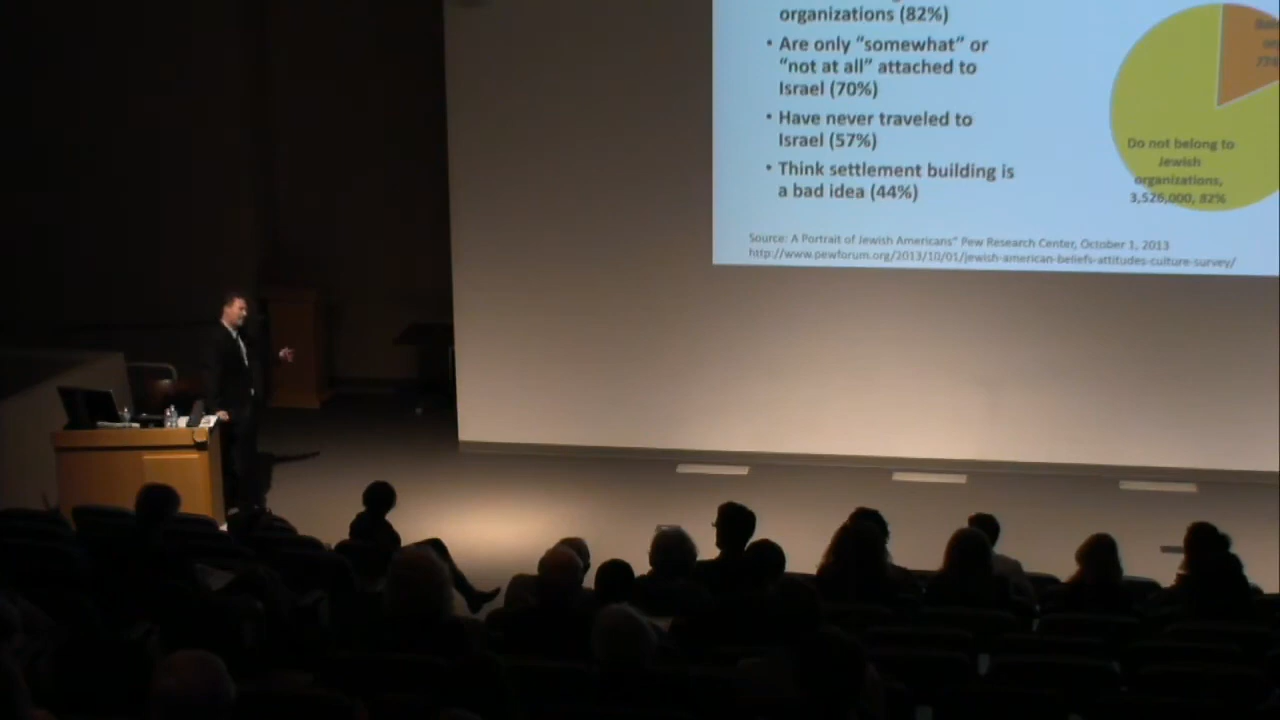 organizations (82%)
• Are only “somewhat” or
“not at all” attached to
Israel (70%)
• Have never traveled to
Israel (57%)
• Think settlement building is
a bad idea (44%)
Do not belong to
Jewish
organizations,
3,526,000, 82%
Source: A Portrait of Jewish Americans” Pew Research Center, October 1, 2013
http://www.pewforum.org/2013/10/01/jewish-american-beliefs-attitudes-culture-survey/